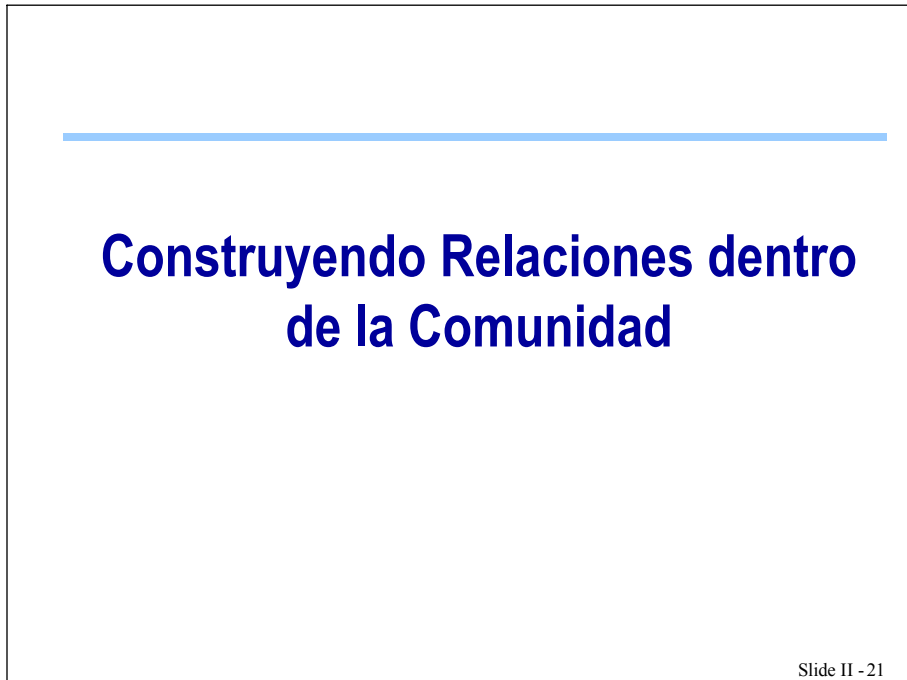 Construyendo Relaciones dentro
de la Comunidad
Slide II - 21